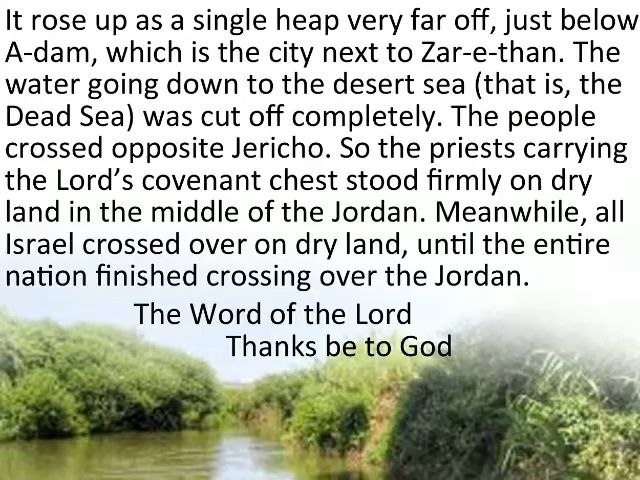 It rose up as a single heap very far off, just below
A-dam, which is the city next to Zar-e-than. The
water going down to the desert sea (that is, the
Dead Sea) was cut off completely. The people
crossed opposite Jericho. So the priests carrying
the Lord’s covenant chest stood firmly on dry
land in the middle of the Jordan. Meanwhile, all
Israel crossed over on dry land, until the entire
nation finished crossing over the Jordan.
The Word of the Lord
Thanks be to God